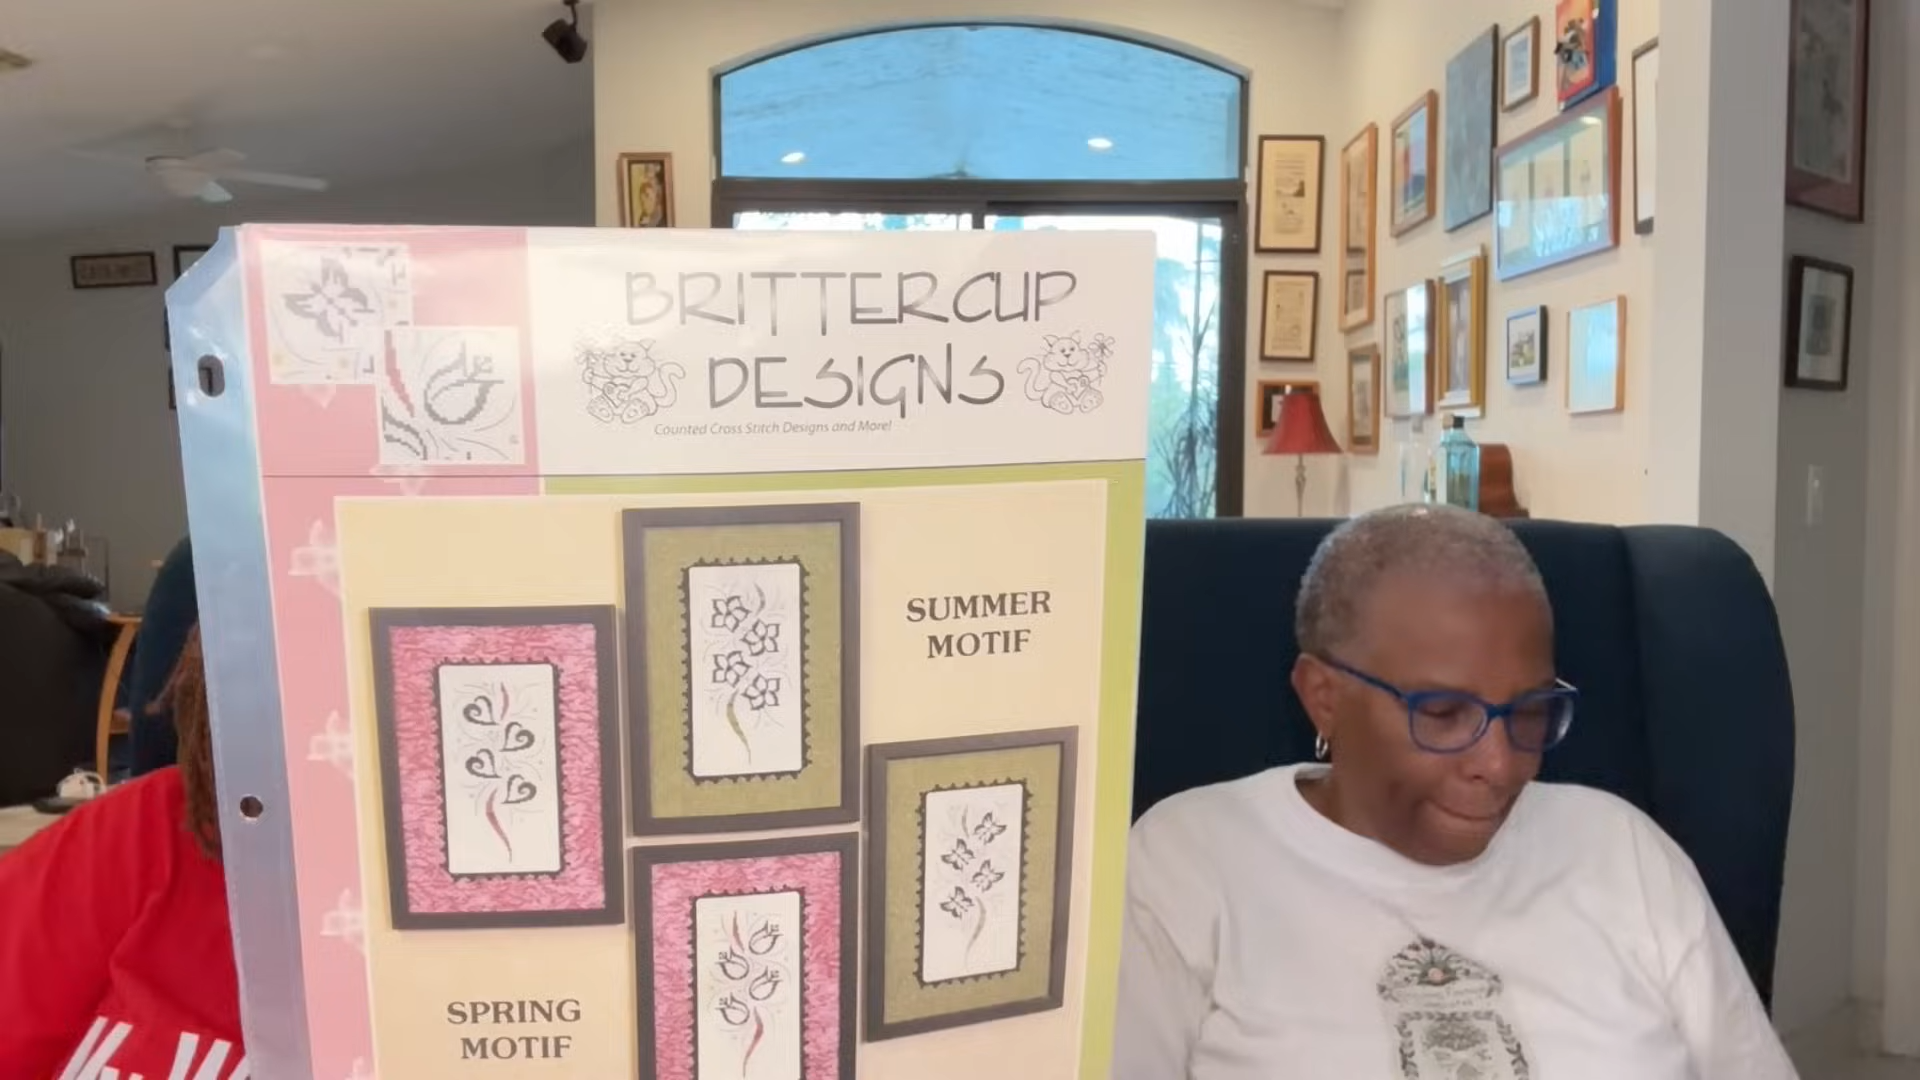 BRITTERCUP
DESIGNS
Counted Cross Stitch Designs and More!
SUMMER
MOTIF
SPRING
MOTIF